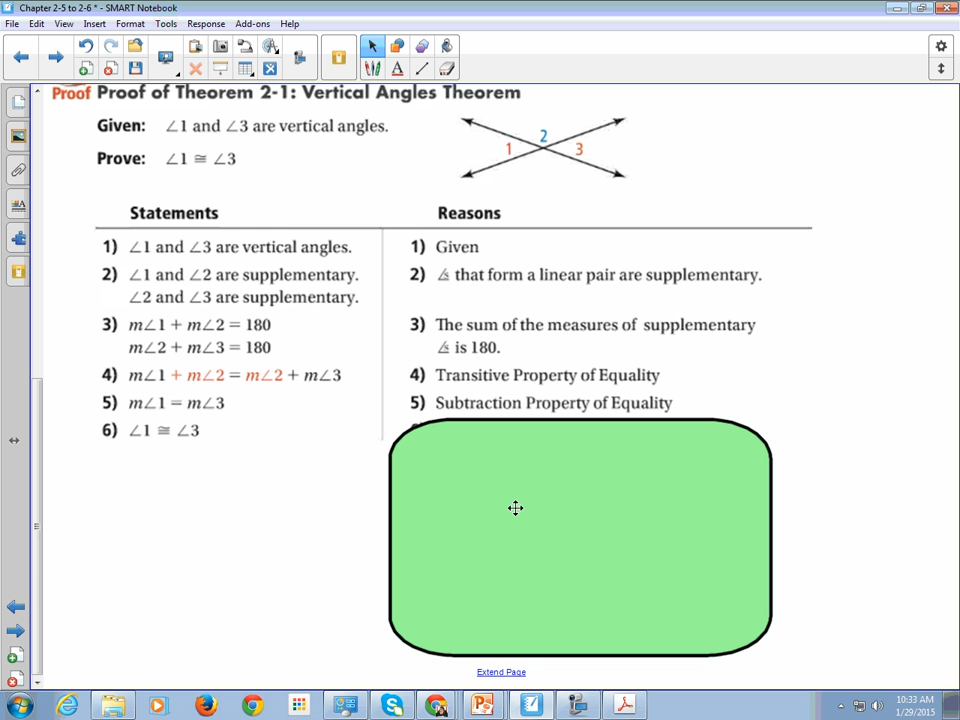 Chapter 2-5 to 2-6 * - SMART Notebook
File Edit View Insert Format Tools Response Add-ons Help
Proof Proof of Theorem 2-1: Vertical Angles Theorem
Given: ∠1 and ∠3 are vertical angles.
Prove: ∠1 ≅ ∠3
2
1 3
Statements Reasons
1) ∠1 and ∠3 are vertical angles. 1) Given
2) ∠1 and ∠2 are supplementary. 2) ∠s that form a linear pair are supplementary.
∠2 and ∠3 are supplementary.
3) m∠1 + m∠2 = 180 3) The sum of the measures of supplementary
m∠2 + m∠3 = 180 ∠s is 180.
4) m∠1 + m∠2 = m∠2 + m∠3 4) Transitive Property of Equality
5) m∠1 = m∠3 5) Subtraction Property of Equality
6) ∠1 ≅ ∠3
Extend Page
10:33 AM
1/29/2015